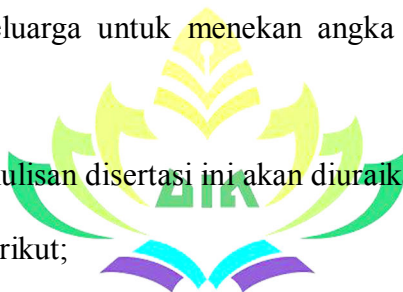 eluarga untuk menekan angka
ulisan disertasi ini akan diuraik
rikut;